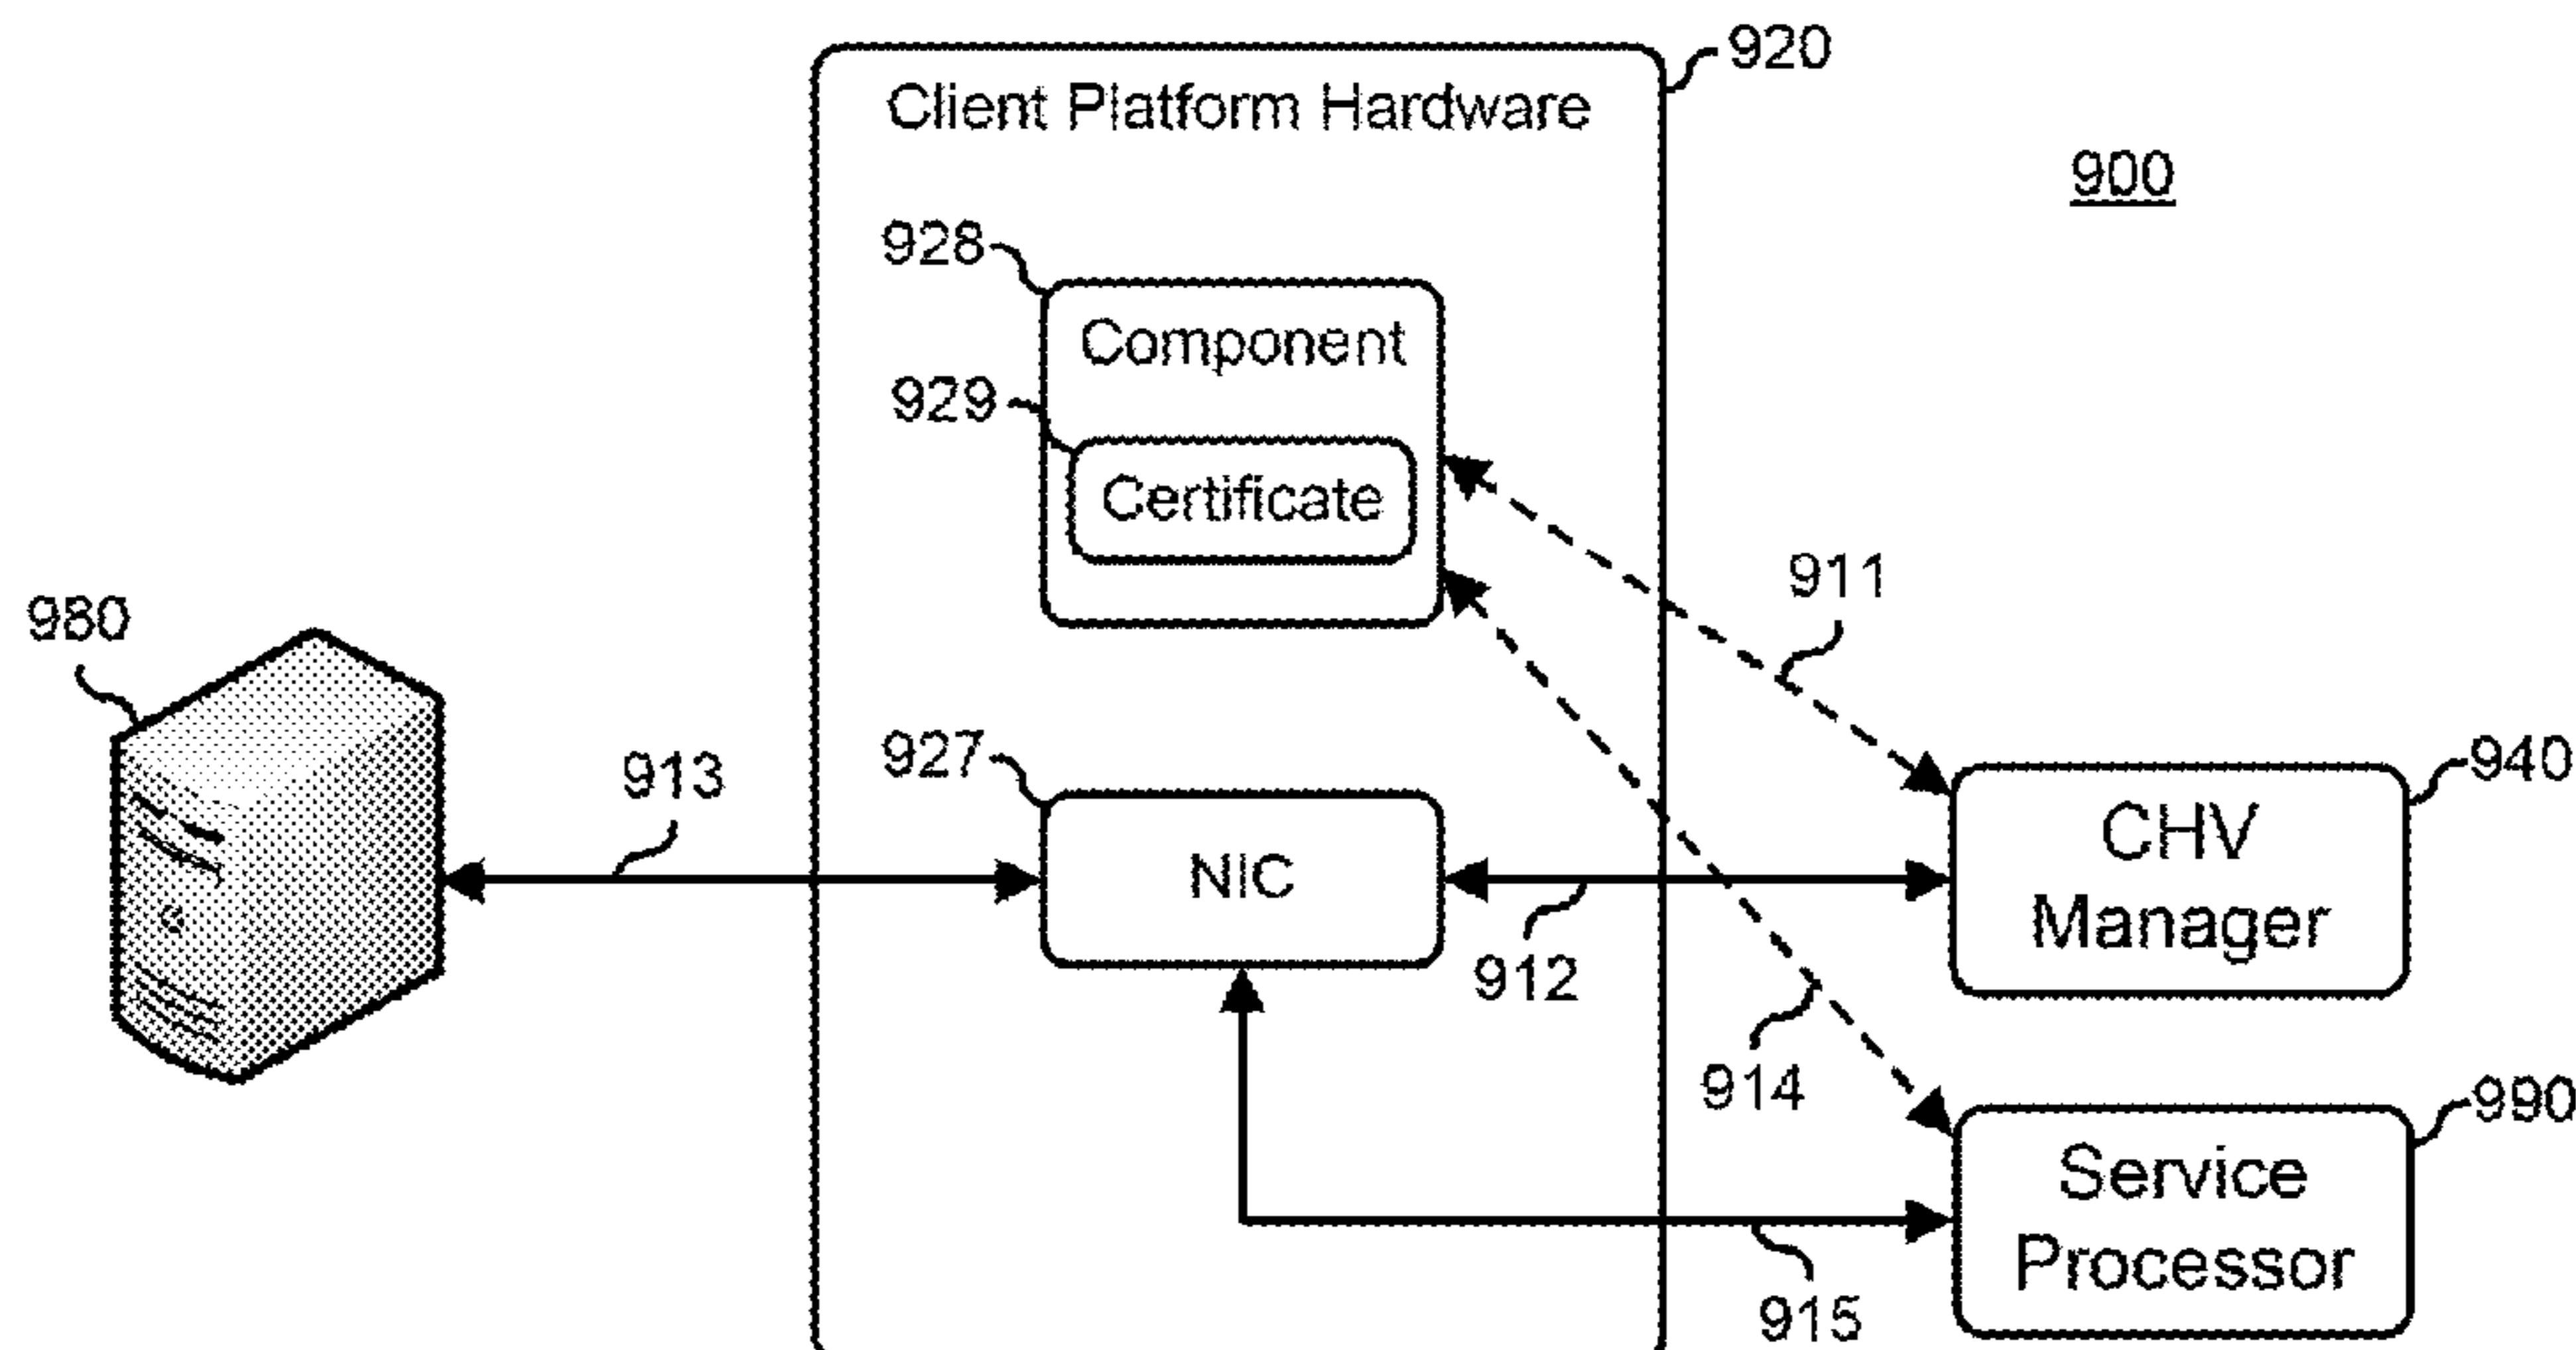 920
Client Platform Hardware
900
928
Component
929
Certificate
911
980
913
927
NIC
912
940
CHV
Manager
914
990
Service
Processor
915